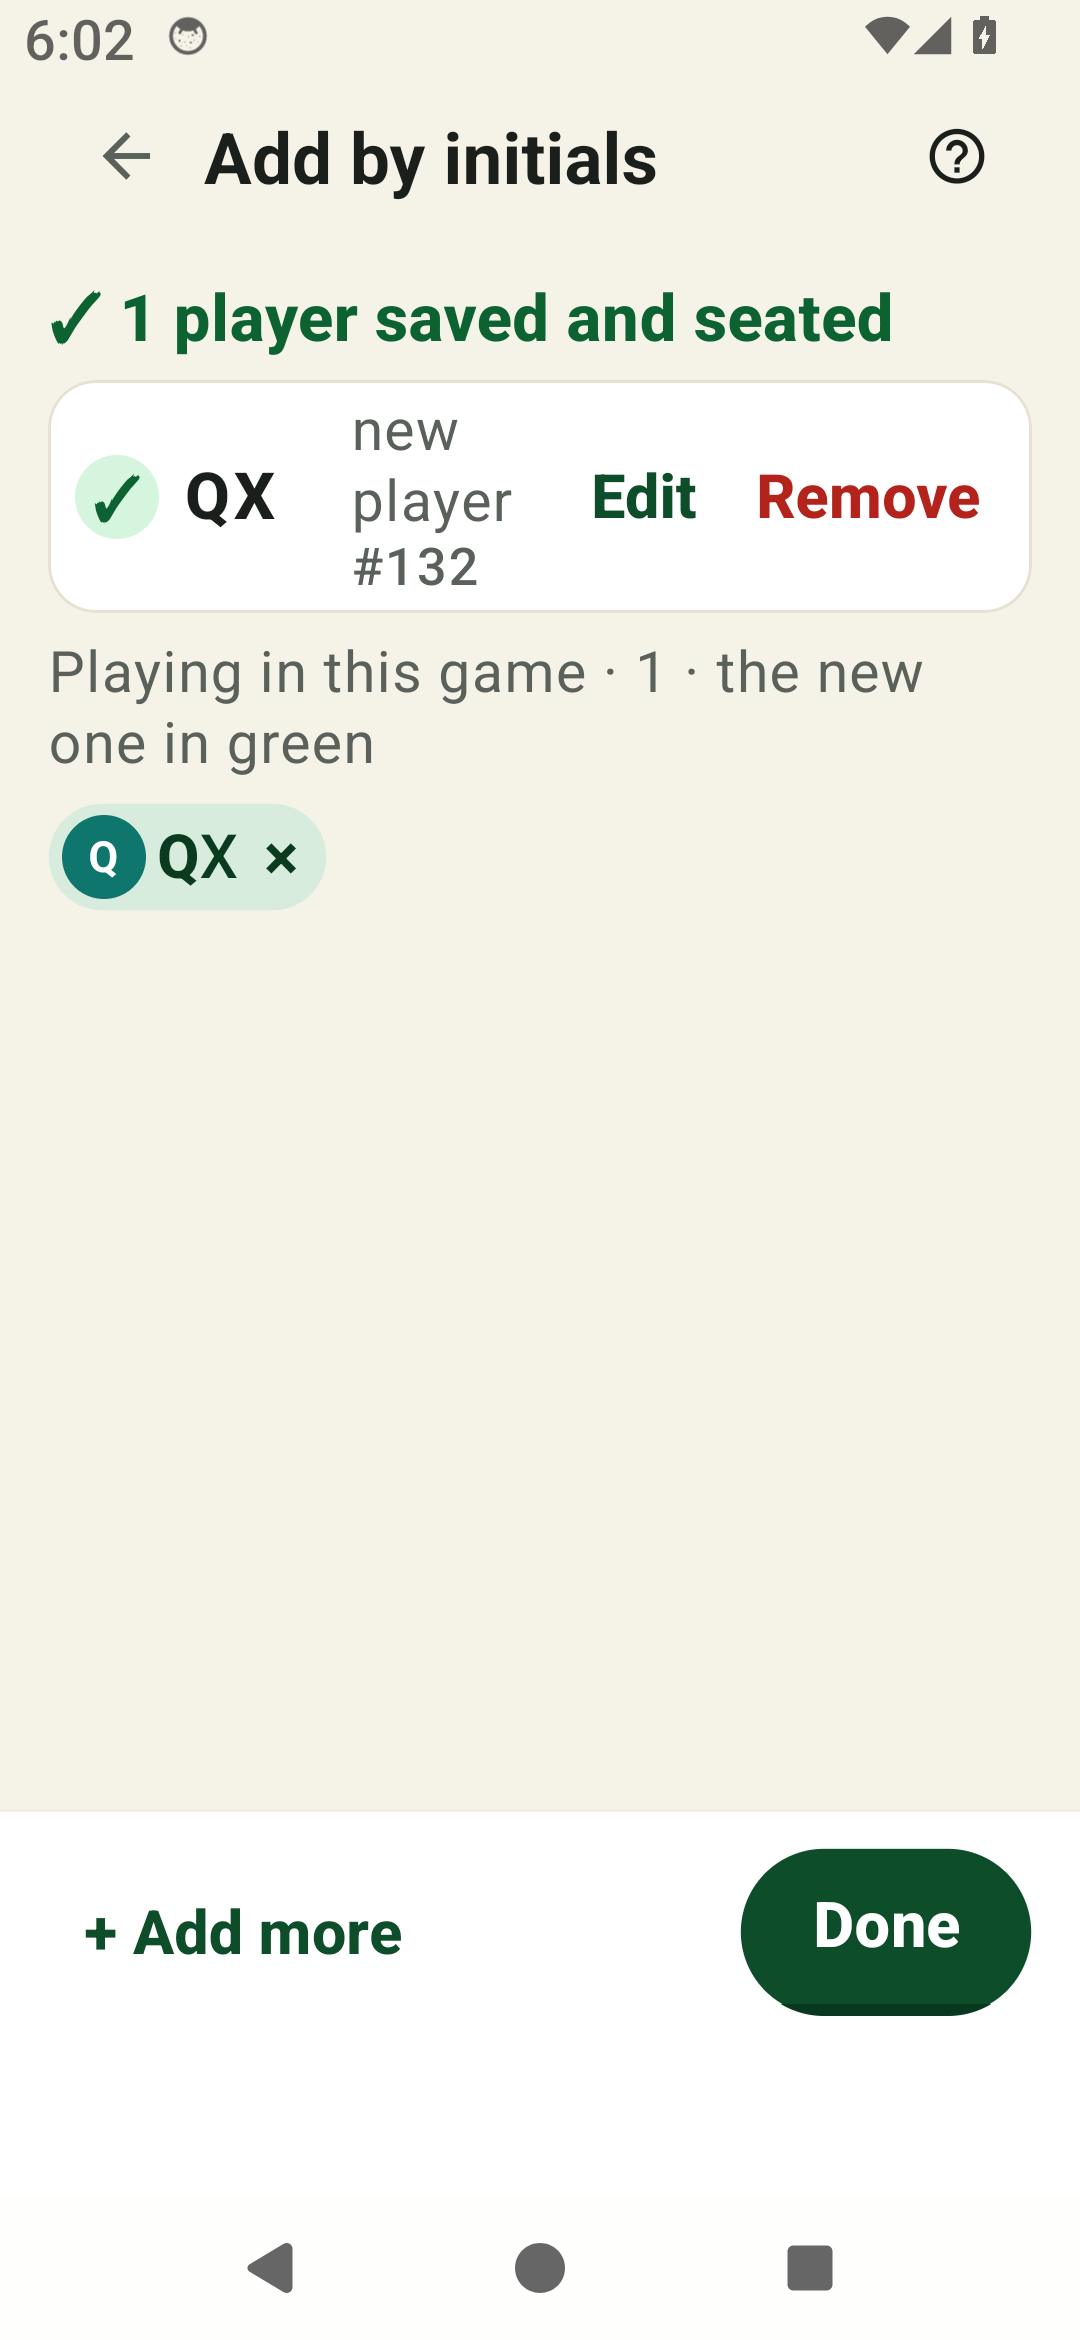 6:02
Add by initials
✓ 1 player saved and seated
✓ QX new player #132 Edit Remove
Playing in this game · 1 · the new
one in green
Q QX ×
+ Add more
Done